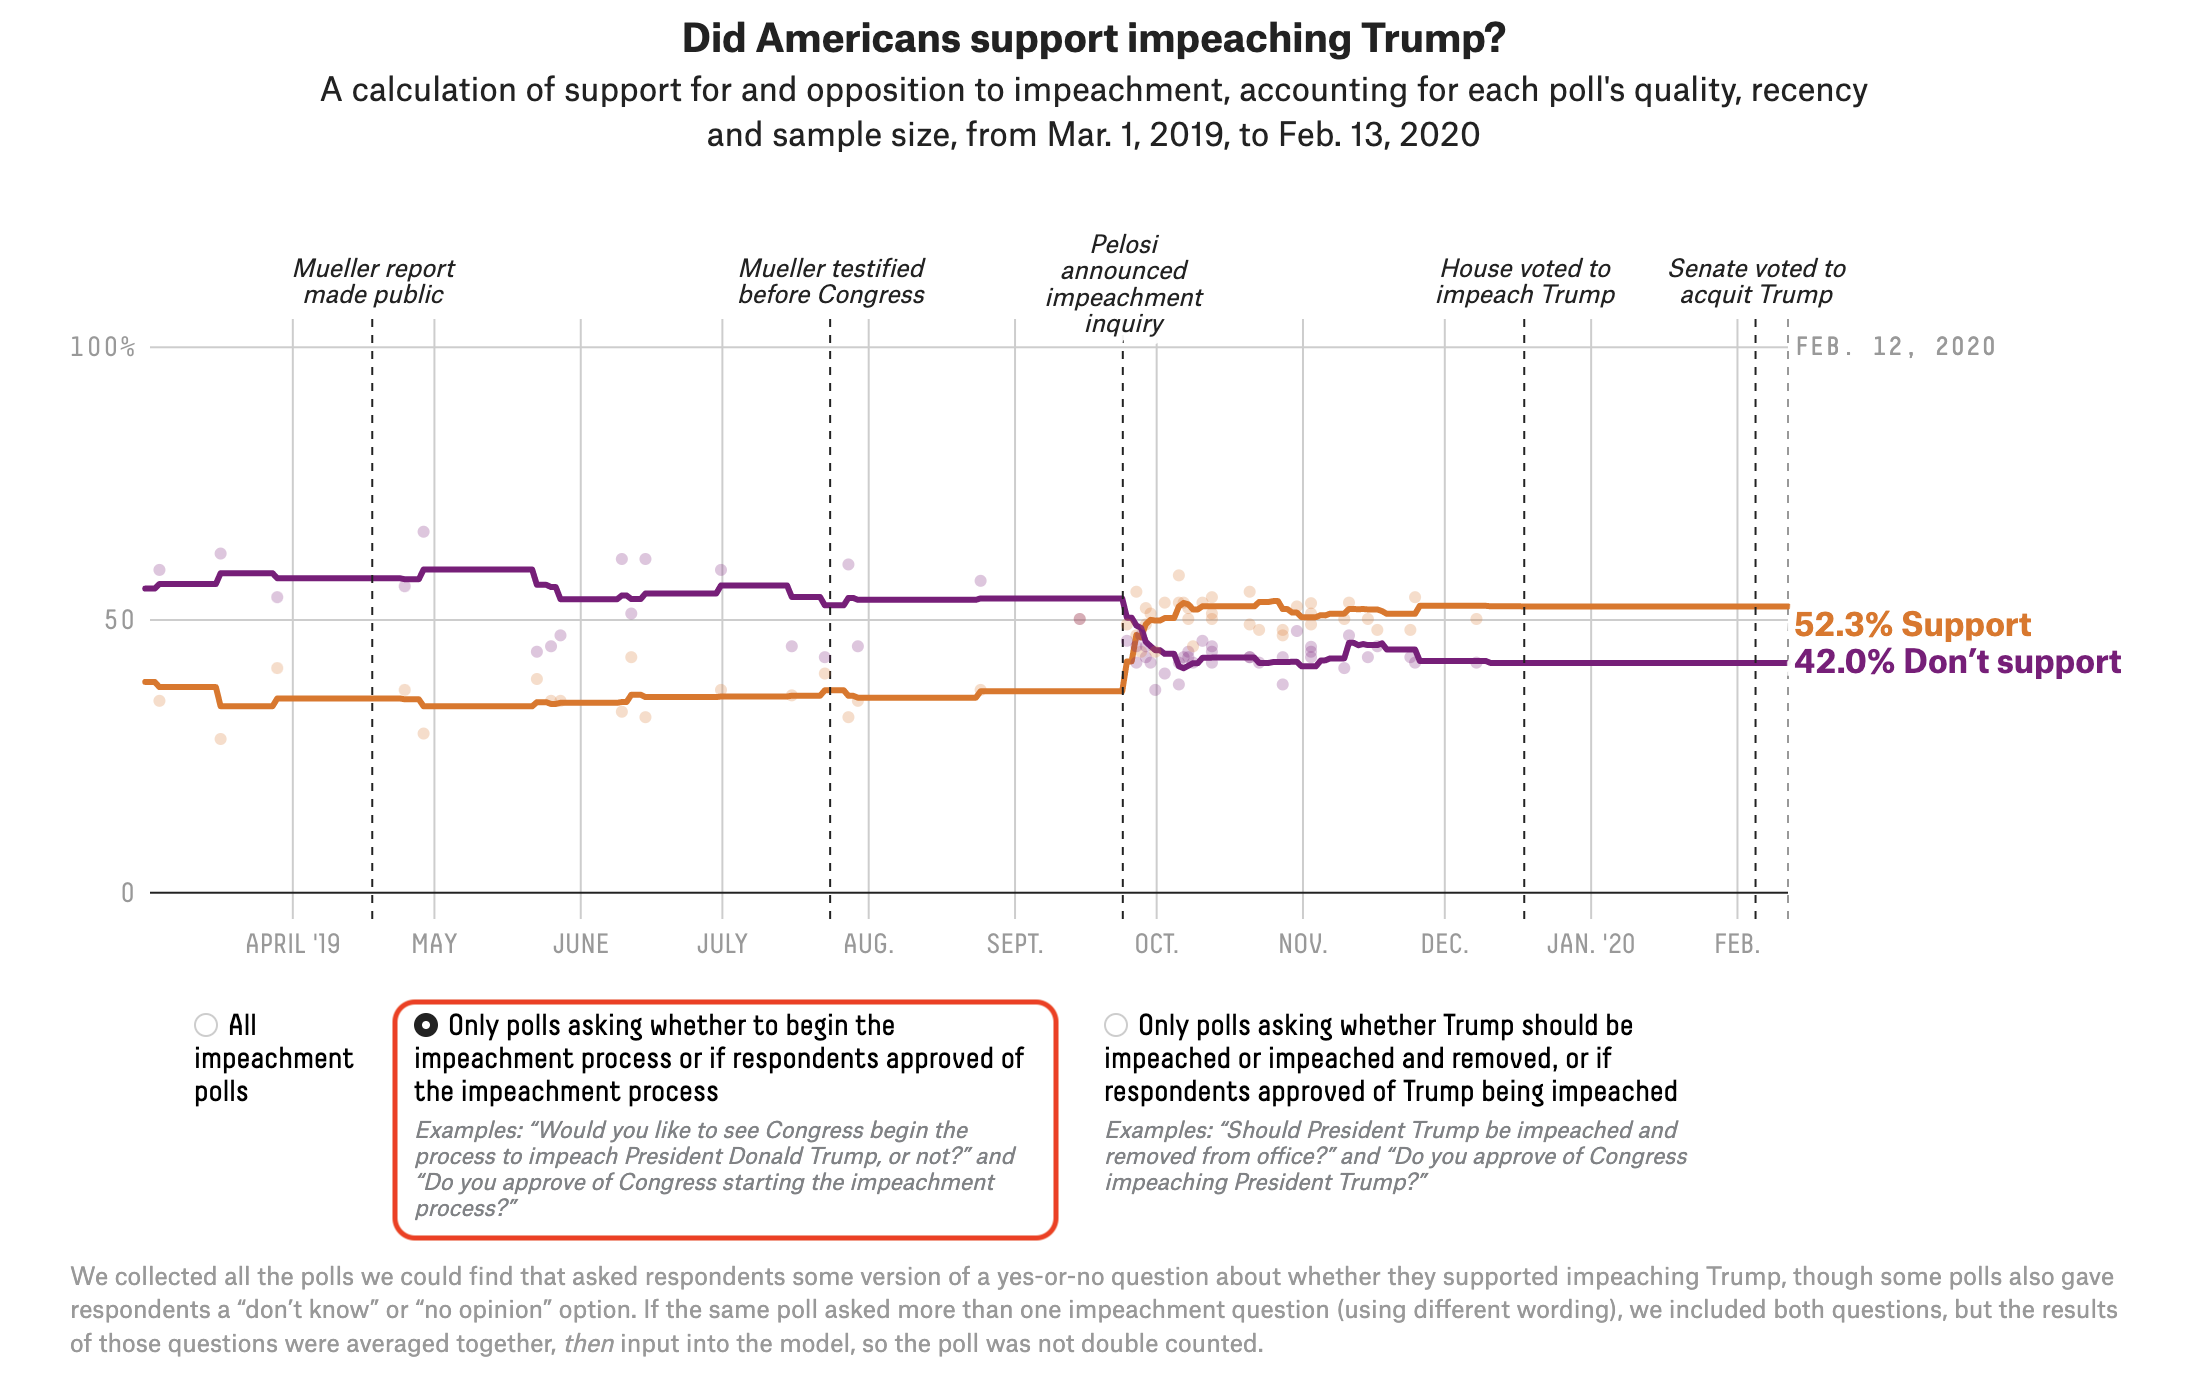 Did Americans support impeaching Trump?
A calculation of support for and opposition to impeachment, accounting for each poll's quality, recency
and sample size, from Mar. 1, 2019, to Feb. 13, 2020
Mueller report
made public
Mueller testified
before Congress
Pelosi
announced
impeachment
inquiry
House voted to
impeach Trump
Senate voted to
acquit Trump
100%
FEB. 12, 2020
50
52.3% Support
42.0% Don’t support
0
APRIL '19 MAY JUNE JULY AUG. SEPT. OCT. NOV. DEC. JAN. '20 FEB.
All
impeachment
polls
Only polls asking whether to begin the
impeachment process or if respondents approved of
the impeachment process
Examples: “Would you like to see Congress begin the
process to impeach President Donald Trump, or not?” and
“Do you approve of Congress starting the impeachment
process?”
Only polls asking whether Trump should be
impeached or impeached and removed, or if
respondents approved of Trump being impeached
Examples: “Should President Trump be impeached and
removed from office?” and “Do you approve of Congress
impeaching President Trump?”
We collected all the polls we could find that asked respondents some version of a yes-or-no question about whether they supported impeaching Trump, though some polls also gave
respondents a “don’t know” or “no opinion” option. If the same poll asked more than one impeachment question (using different wording), we included both questions, but the results
of those questions were averaged together, then input into the model, so the poll was not double counted.